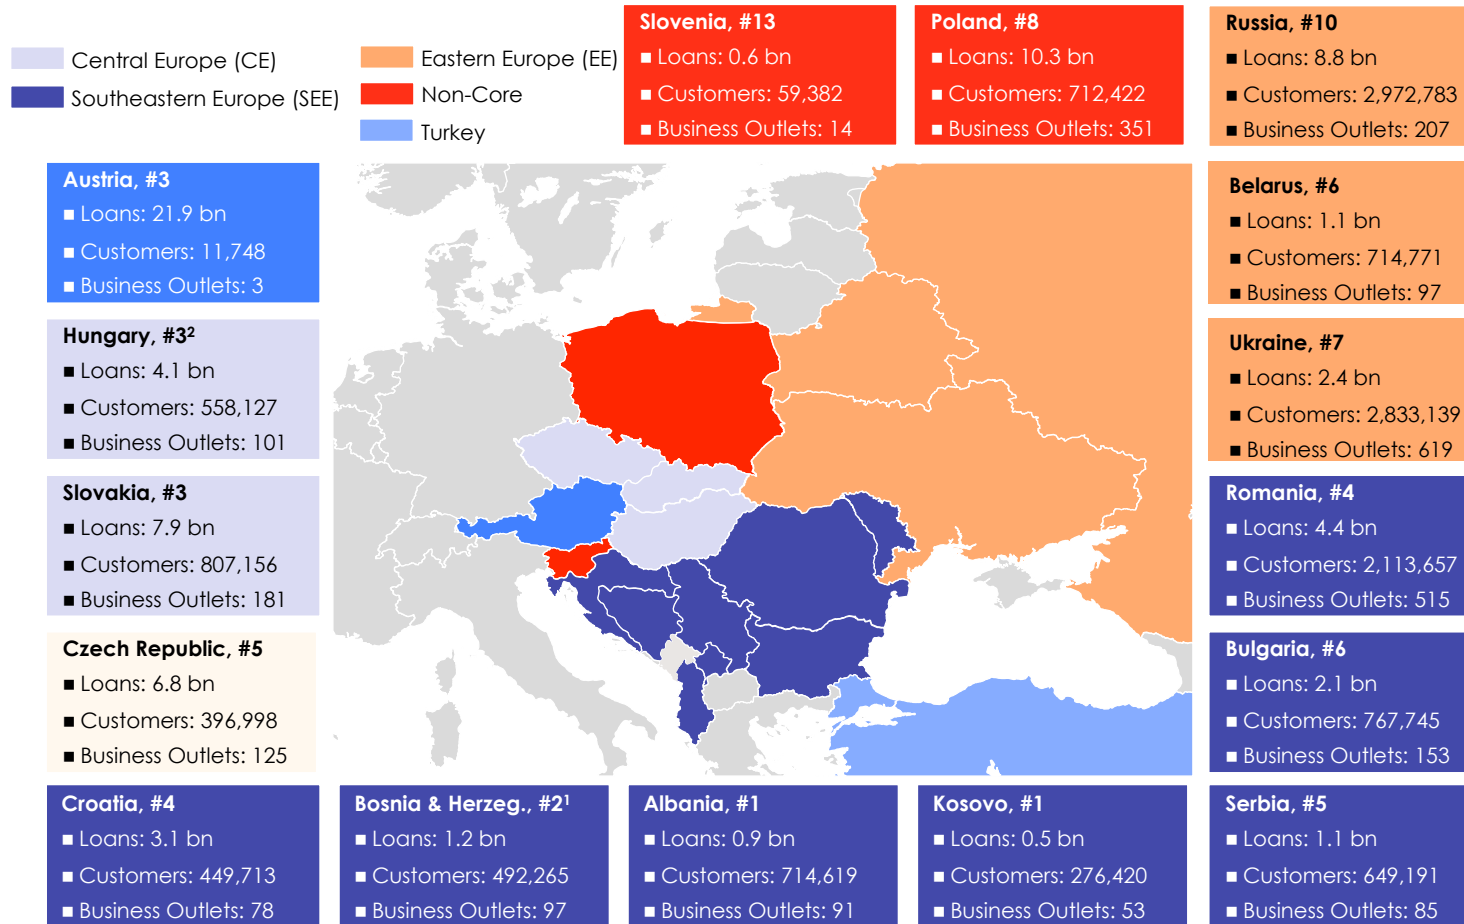 Central Europe (CE)
Southeastern Europe (SEE)
Eastern Europe (EE)
Non-Core
Turkey
Slovenia, #13
■ Loans: 0.6 bn
■ Customers: 59,382
■ Business Outlets: 14
Poland, #8
■ Loans: 10.3 bn
■ Customers: 712,422
■ Business Outlets: 351
Russia, #10
■ Loans: 8.8 bn
■ Customers: 2,972,783
■ Business Outlets: 207
Austria, #3
■ Loans: 21.9 bn
■ Customers: 11,748
■ Business Outlets: 3
Belarus, #6
■ Loans: 1.1 bn
■ Customers: 714,771
■ Business Outlets: 97
Hungary, #3²
■ Loans: 4.1 bn
■ Customers: 558,127
■ Business Outlets: 101
Ukraine, #7
■ Loans: 2.4 bn
■ Customers: 2,833,139
■ Business Outlets: 619
Slovakia, #3
■ Loans: 7.9 bn
■ Customers: 807,156
■ Business Outlets: 181
Romania, #4
■ Loans: 4.4 bn
■ Customers: 2,113,657
■ Business Outlets: 515
Czech Republic, #5
■ Loans: 6.8 bn
■ Customers: 396,998
■ Business Outlets: 125
Bulgaria, #6
■ Loans: 2.1 bn
■ Customers: 767,745
■ Business Outlets: 153
Croatia, #4
■ Loans: 3.1 bn
■ Customers: 449,713
■ Business Outlets: 78
Bosnia & Herzeg., #2¹
■ Loans: 1.2 bn
■ Customers: 492,265
■ Business Outlets: 97
Albania, #1
■ Loans: 0.9 bn
■ Customers: 714,619
■ Business Outlets: 91
Kosovo, #1
■ Loans: 0.5 bn
■ Customers: 276,420
■ Business Outlets: 53
Serbia, #5
■ Loans: 1.1 bn
■ Customers: 649,191
■ Business Outlets: 85